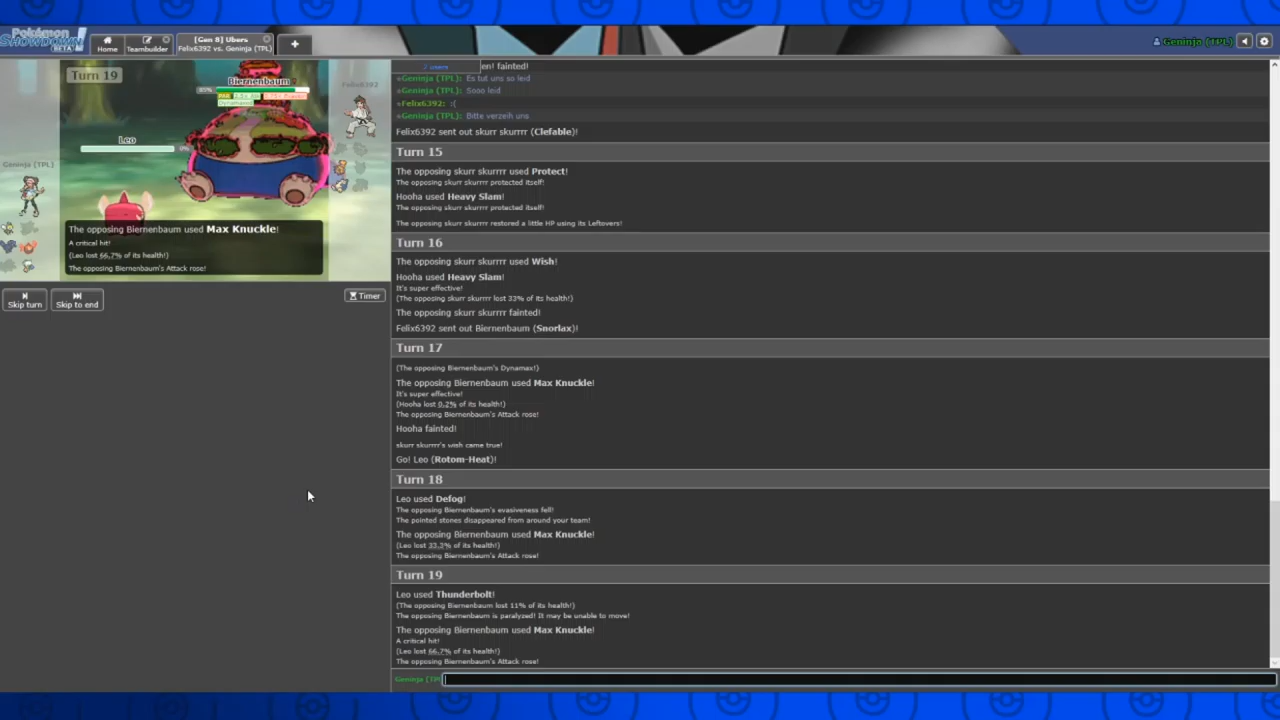 Pokémon
SHOWDOWN!
BETA
Home
Teambuilder
[Gen 8] Ubers
Felix6392 vs. Geninja (TPL)
Geninja (TPL)
Turn 19
Biernenbaum
85%
PAR
Dynamaxed
Felix6392
Leo
0%
Geninja (TPL)
The opposing Biernenbaum used Max Knuckle!
A critical hit!
(Leo lost 66.7% of its health!)
The opposing Biernenbaum's Attack rose!
Skip turn
Skip to end
Timer
2 users
en! fainted!
☆Geninja (TPL): Es tut uns so leid
☆Geninja (TPL): Sooo leid
☆Felix6392: :(
☆Geninja (TPL): Bitte verzeih uns
Felix6392 sent out skurr skurrrr (Clefable)!
Turn 15
The opposing skurr skurrrr used Protect!
The opposing skurr skurrrr protected itself!
Hooha used Heavy Slam!
The opposing skurr skurrrr protected itself!
The opposing skurr skurrrr restored a little HP using its Leftovers!
Turn 16
The opposing skurr skurrrr used Wish!
Hooha used Heavy Slam!
It's super effective!
(The opposing skurr skurrrr lost 33% of its health!)
The opposing skurr skurrrr fainted!
Felix6392 sent out Biernenbaum (Snorlax)!
Turn 17
(The opposing Biernenbaum's Dynamax!)
The opposing Biernenbaum used Max Knuckle!
It's super effective!
(Hooha lost 0.2% of its health!)
The opposing Biernenbaum's Attack rose!
Hooha fainted!
skurr skurrrr's wish came true!
Go! Leo (Rotom-Heat)!
Turn 18
Leo used Defog!
The opposing Biernenbaum's evasiveness fell!
The pointed stones disappeared from around your team!
The opposing Biernenbaum used Max Knuckle!
(Leo lost 33.3% of its health!)
The opposing Biernenbaum's Attack rose!
Turn 19
Leo used Thunderbolt!
(The opposing Biernenbaum lost 11% of its health!)
The opposing Biernenbaum is paralyzed! It may be unable to move!
The opposing Biernenbaum used Max Knuckle!
A critical hit!
(Leo lost 66.7% of its health!)
The opposing Biernenbaum's Attack rose!
Geninja (TPL